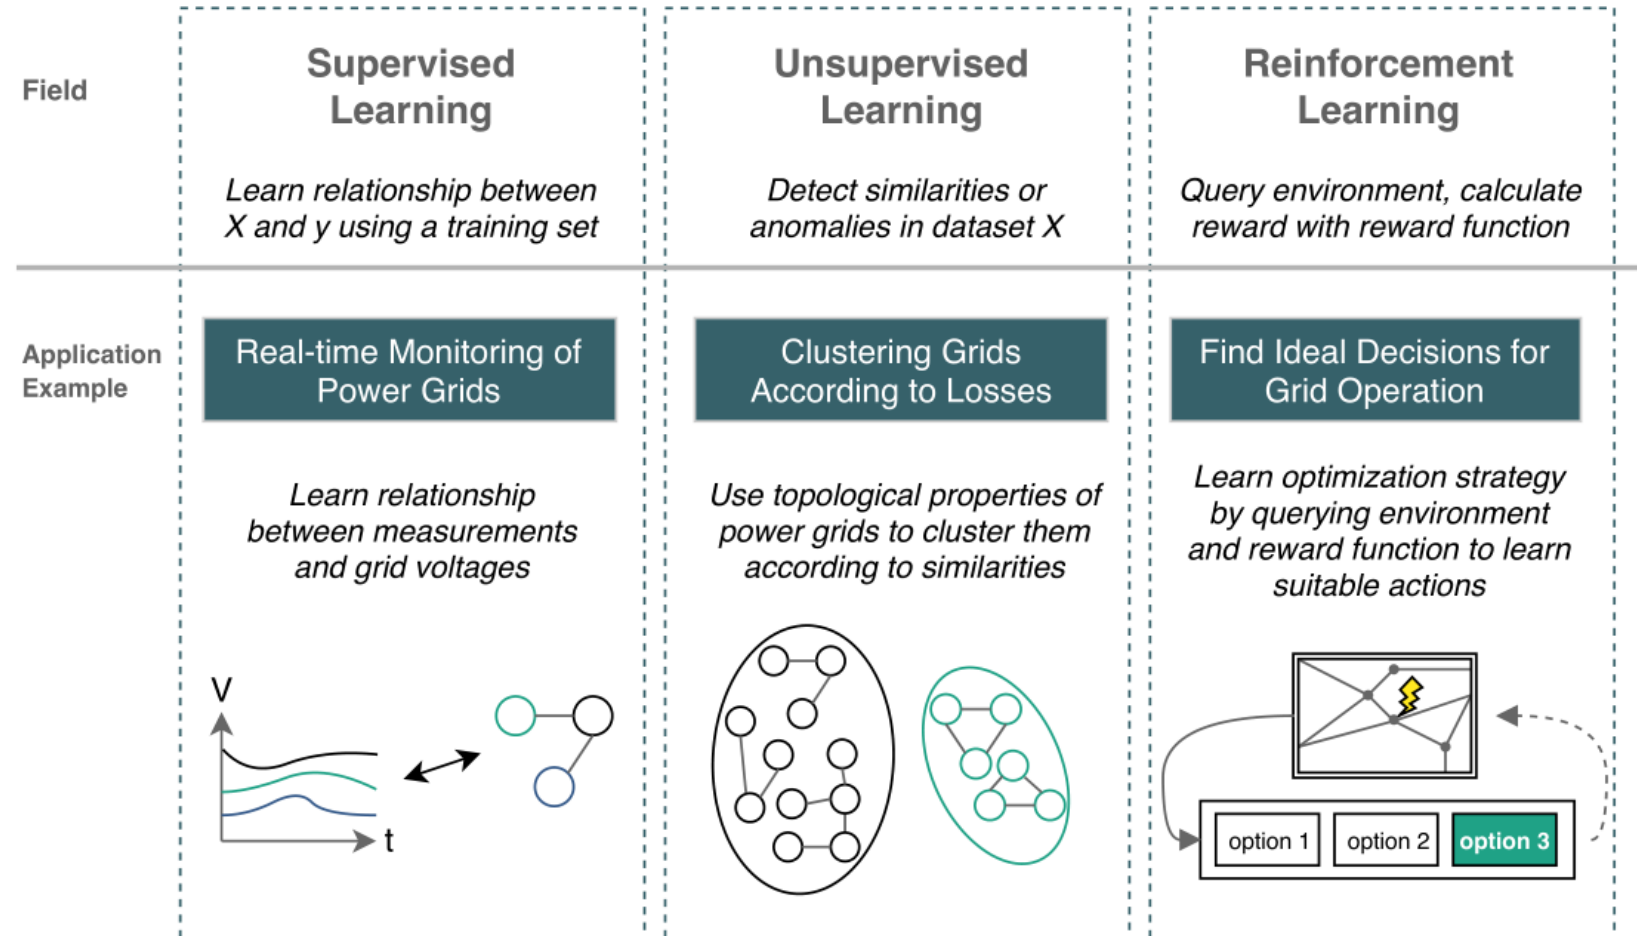 Field
Supervised
Learning
Learn relationship between
X and y using a training set
Unsupervised
Learning
Detect similarities or
anomalies in dataset X
Reinforcement
Learning
Query environment, calculate
reward with reward function
Application
Example
Real-time Monitoring of
Power Grids
Learn relationship
between measurements
and grid voltages
V
t
Clustering Grids
According to Losses
Use topological properties of
power grids to cluster them
according to similarities
Find Ideal Decisions for
Grid Operation
Learn optimization strategy
by querying environment
and reward function to learn
suitable actions
option 1
option 2
option 3